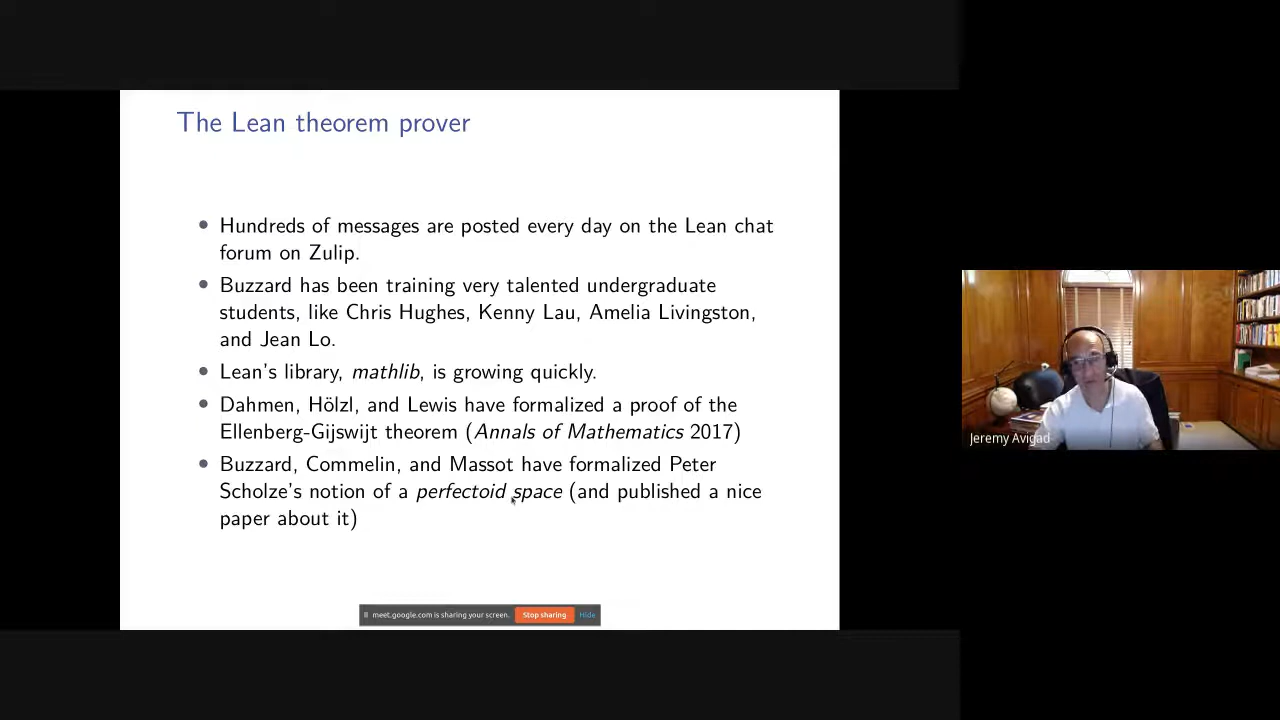 The Lean theorem prover
• Hundreds of messages are posted every day on the Lean chat
forum on Zulip.
• Buzzard has been training very talented undergraduate
students, like Chris Hughes, Kenny Lau, Amelia Livingston,
and Jean Lo.
• Lean's library, mathlib, is growing quickly.
• Dahmen, Hölzl, and Lewis have formalized a proof of the
Ellenberg-Gijswijt theorem (Annals of Mathematics 2017)
• Buzzard, Commelin, and Massot have formalized Peter
Scholze's notion of a perfectoid space (and published a nice
paper about it)
meet.google.com is sharing your screen. Stop sharing Hide
Jeremy Avigad